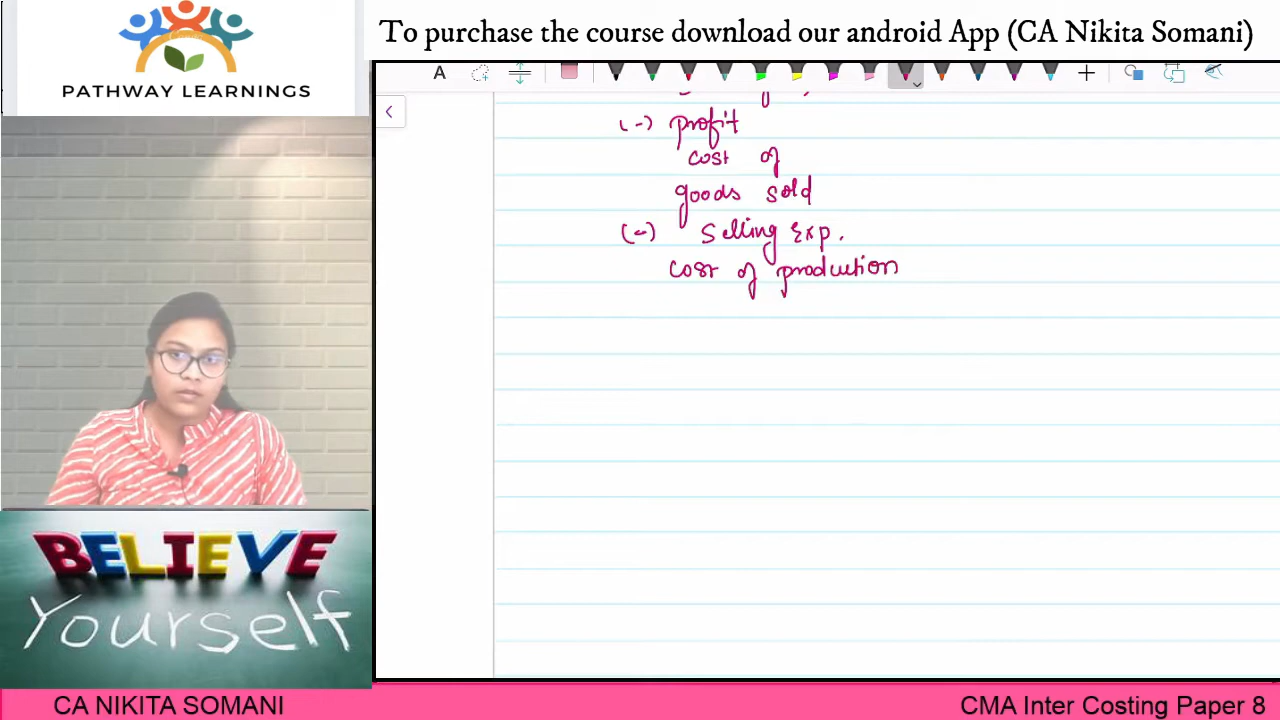 To purchase the course download our android App (CA Nikita Somani)
PATHWAY LEARNINGS
A
(-) profit
cost of
goods sold
(-) Selling Exp.
cost of production
BELIEVE
Yourself
CA NIKITA SOMANI
CMA Inter Costing Paper 8